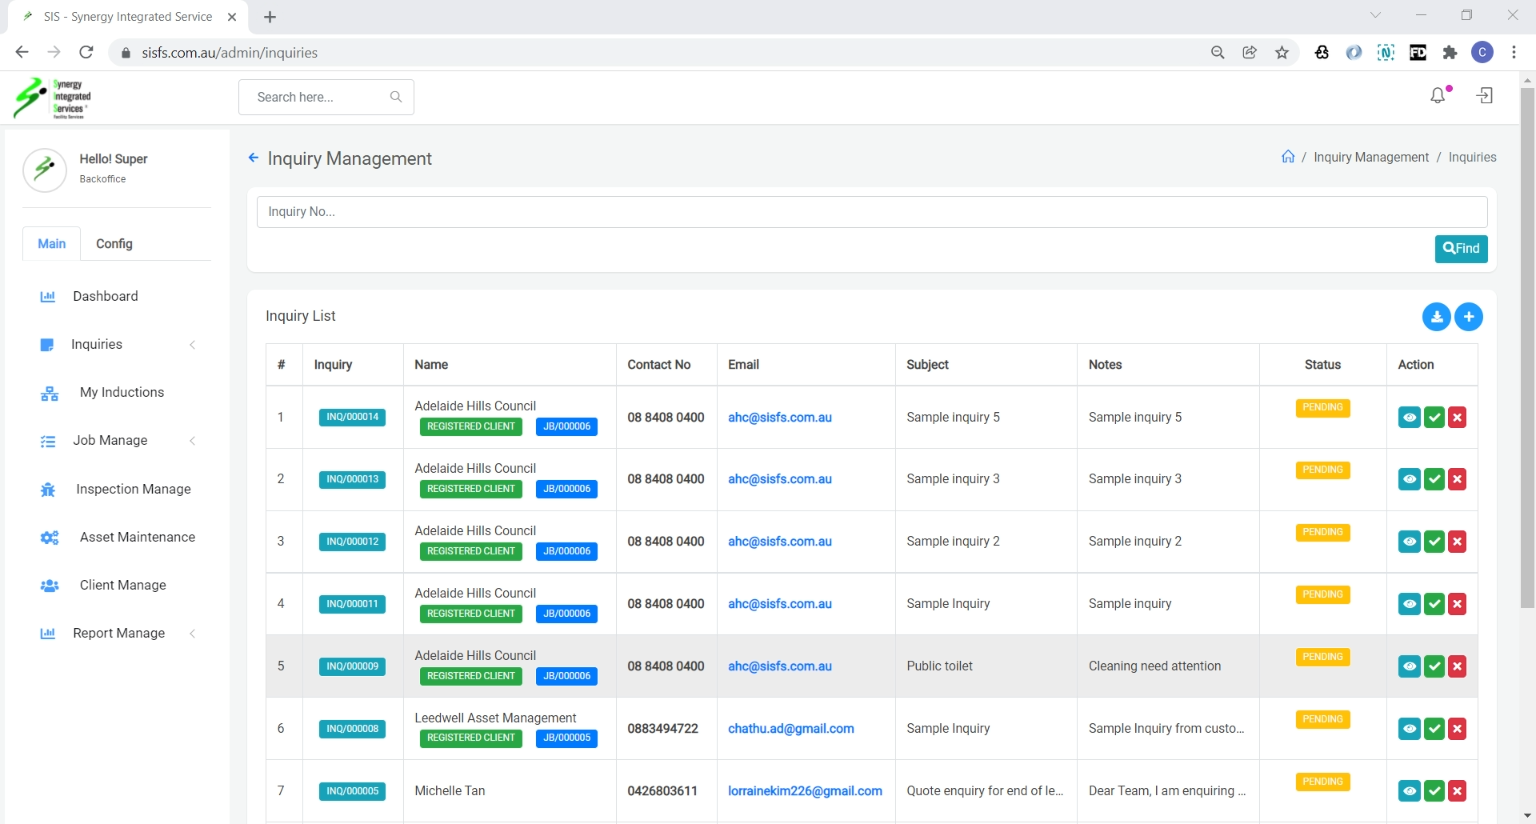 SIS - Synergy Integrated Service
sisfs.com.au/admin/inquiries
C
Synergy
Integrated
Services
Facility Services
Search here...
Hello! Super
Backoffice
Main
Config
Dashboard
Inquiries
My Inductions
Job Manage
Inspection Manage
Asset Maintenance
Client Manage
Report Manage
Inquiry Management
/ Inquiry Management / Inquiries
Inquiry No...
Find
Inquiry List
# Inquiry Name Contact No Email Subject Notes Status Action
1 INQ/000014 Adelaide Hills Council REGISTERED CLIENT JB/000006 08 8408 0400 ahc@sisfs.com.au Sample inquiry 5 Sample inquiry 5 PENDING
2 INQ/000013 Adelaide Hills Council REGISTERED CLIENT JB/000006 08 8408 0400 ahc@sisfs.com.au Sample inquiry 3 Sample inquiry 3 PENDING
3 INQ/000012 Adelaide Hills Council REGISTERED CLIENT JB/000006 08 8408 0400 ahc@sisfs.com.au Sample inquiry 2 Sample inquiry 2 PENDING
4 INQ/000011 Adelaide Hills Council REGISTERED CLIENT JB/000006 08 8408 0400 ahc@sisfs.com.au Sample Inquiry Sample inquiry PENDING
5 INQ/000009 Adelaide Hills Council REGISTERED CLIENT JB/000006 08 8408 0400 ahc@sisfs.com.au Public toilet Cleaning need attention PENDING
6 INQ/000008 Leedwell Asset Management REGISTERED CLIENT JB/000005 0883494722 chathu.ad@gmail.com Sample Inquiry Sample Inquiry from custo... PENDING
7 INQ/000005 Michelle Tan 0426803611 lorrainekim226@gmail.com Quote enquiry for end of le... Dear Team, I am enquiring ... PENDING